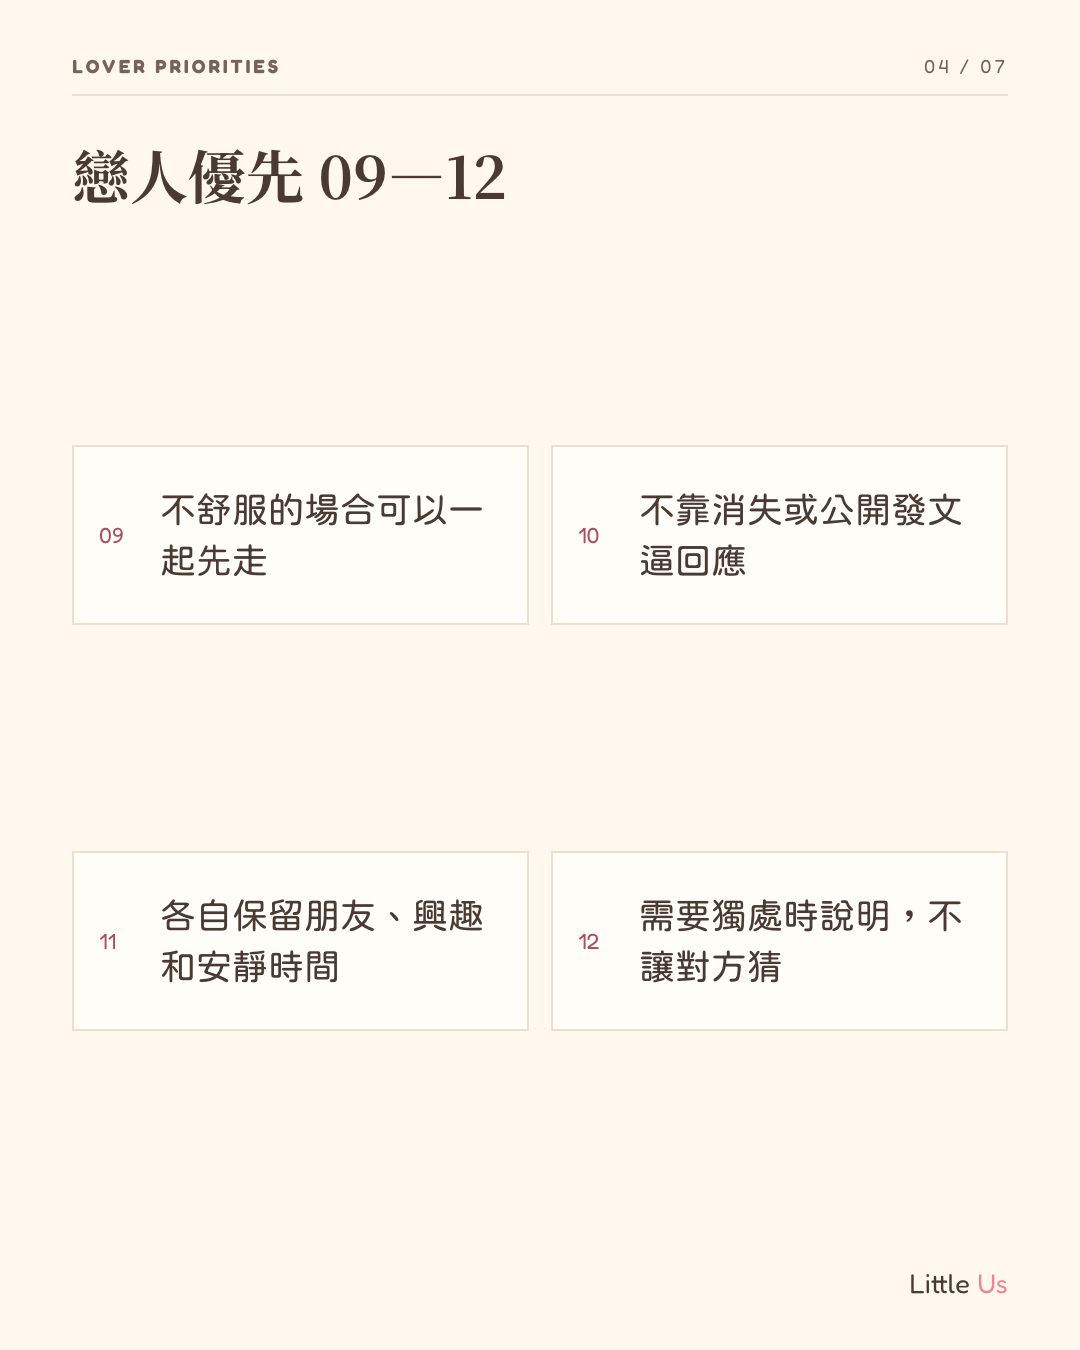 LOVER PRIORITIES
04 / 07
戀人優先 09—12
09
不舒服的場合可以一
起先走
10
不靠消失或公開發文
逼回應
11
各自保留朋友、興趣
和安靜時間
12
需要獨處時說明，不
讓對方猜
Little Us